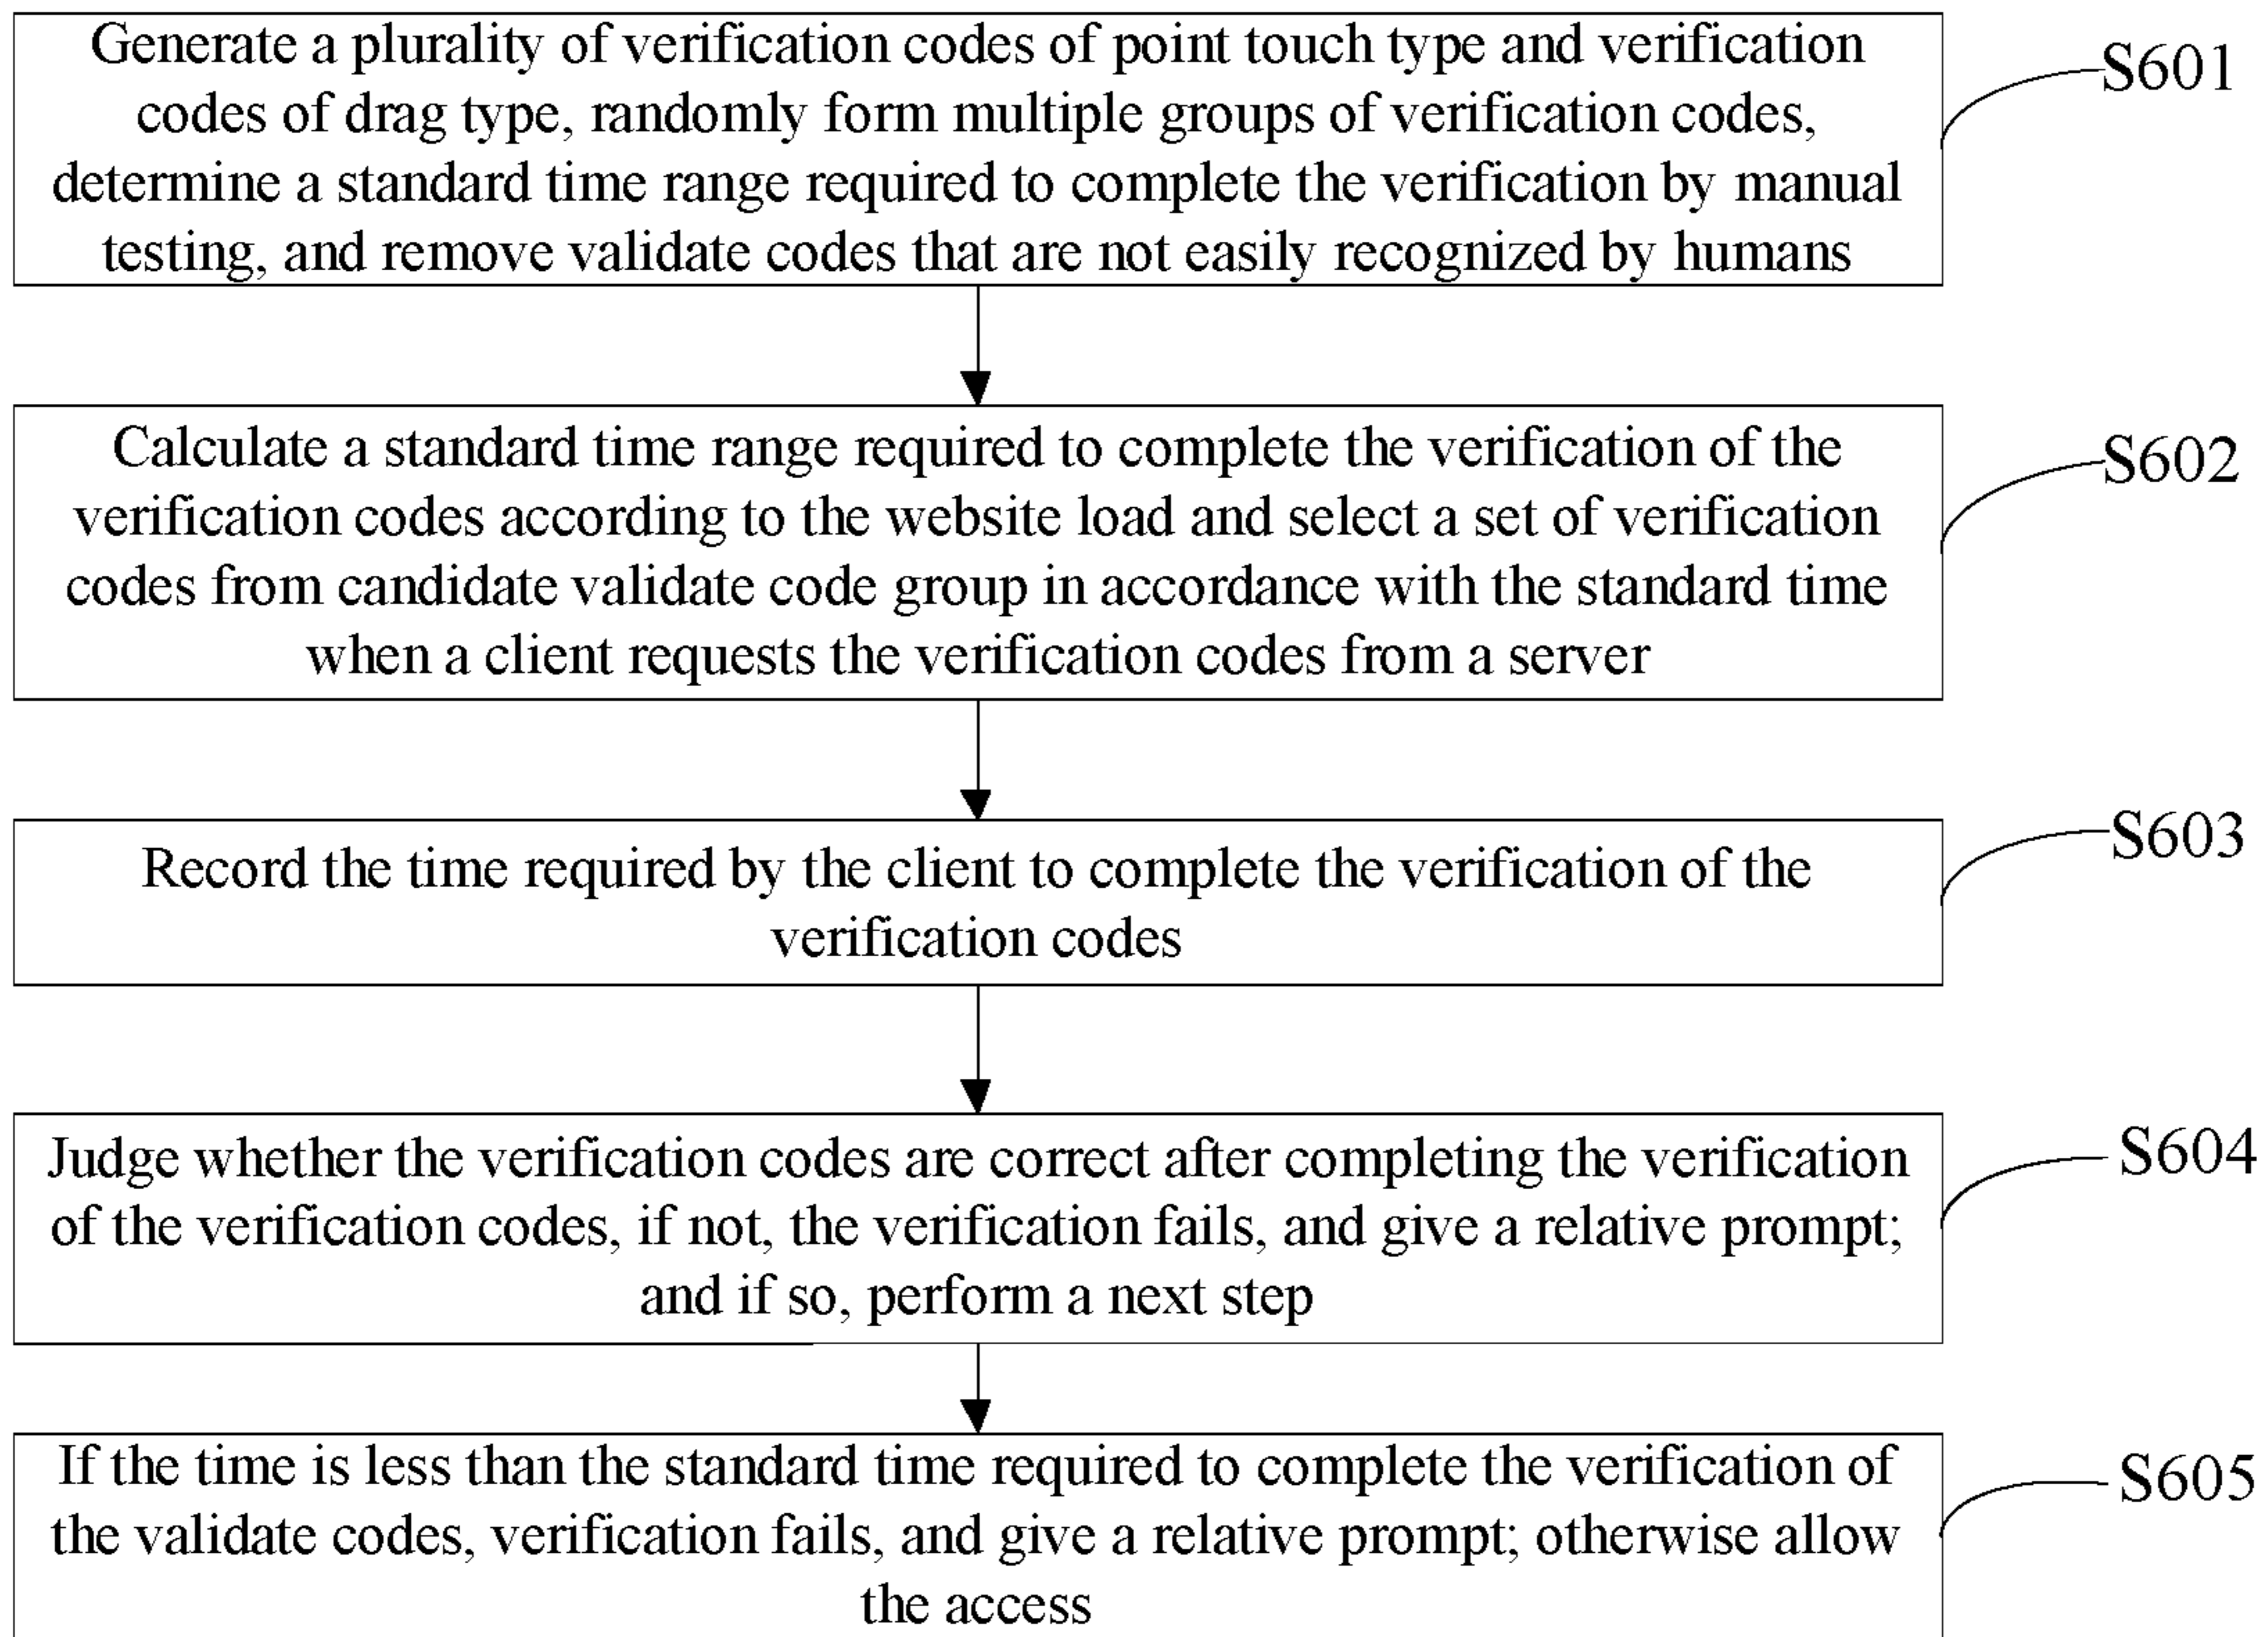 Generate a plurality of verification codes of point touch type and verification
codes of drag type, randomly form multiple groups of verification codes,
determine a standard time range required to complete the verification by manual
testing, and remove validate codes that are not easily recognized by humans
S601
Calculate a standard time range required to complete the verification of the
verification codes according to the website load and select a set of verification
codes from candidate validate code group in accordance with the standard time
when a client requests the verification codes from a server
S602
Record the time required by the client to complete the verification of the
verification codes
S603
Judge whether the verification codes are correct after completing the verification
of the verification codes, if not, the verification fails, and give a relative prompt;
and if so, perform a next step
S604
If the time is less than the standard time required to complete the verification of
the validate codes, verification fails, and give a relative prompt; otherwise allow
the access
S605